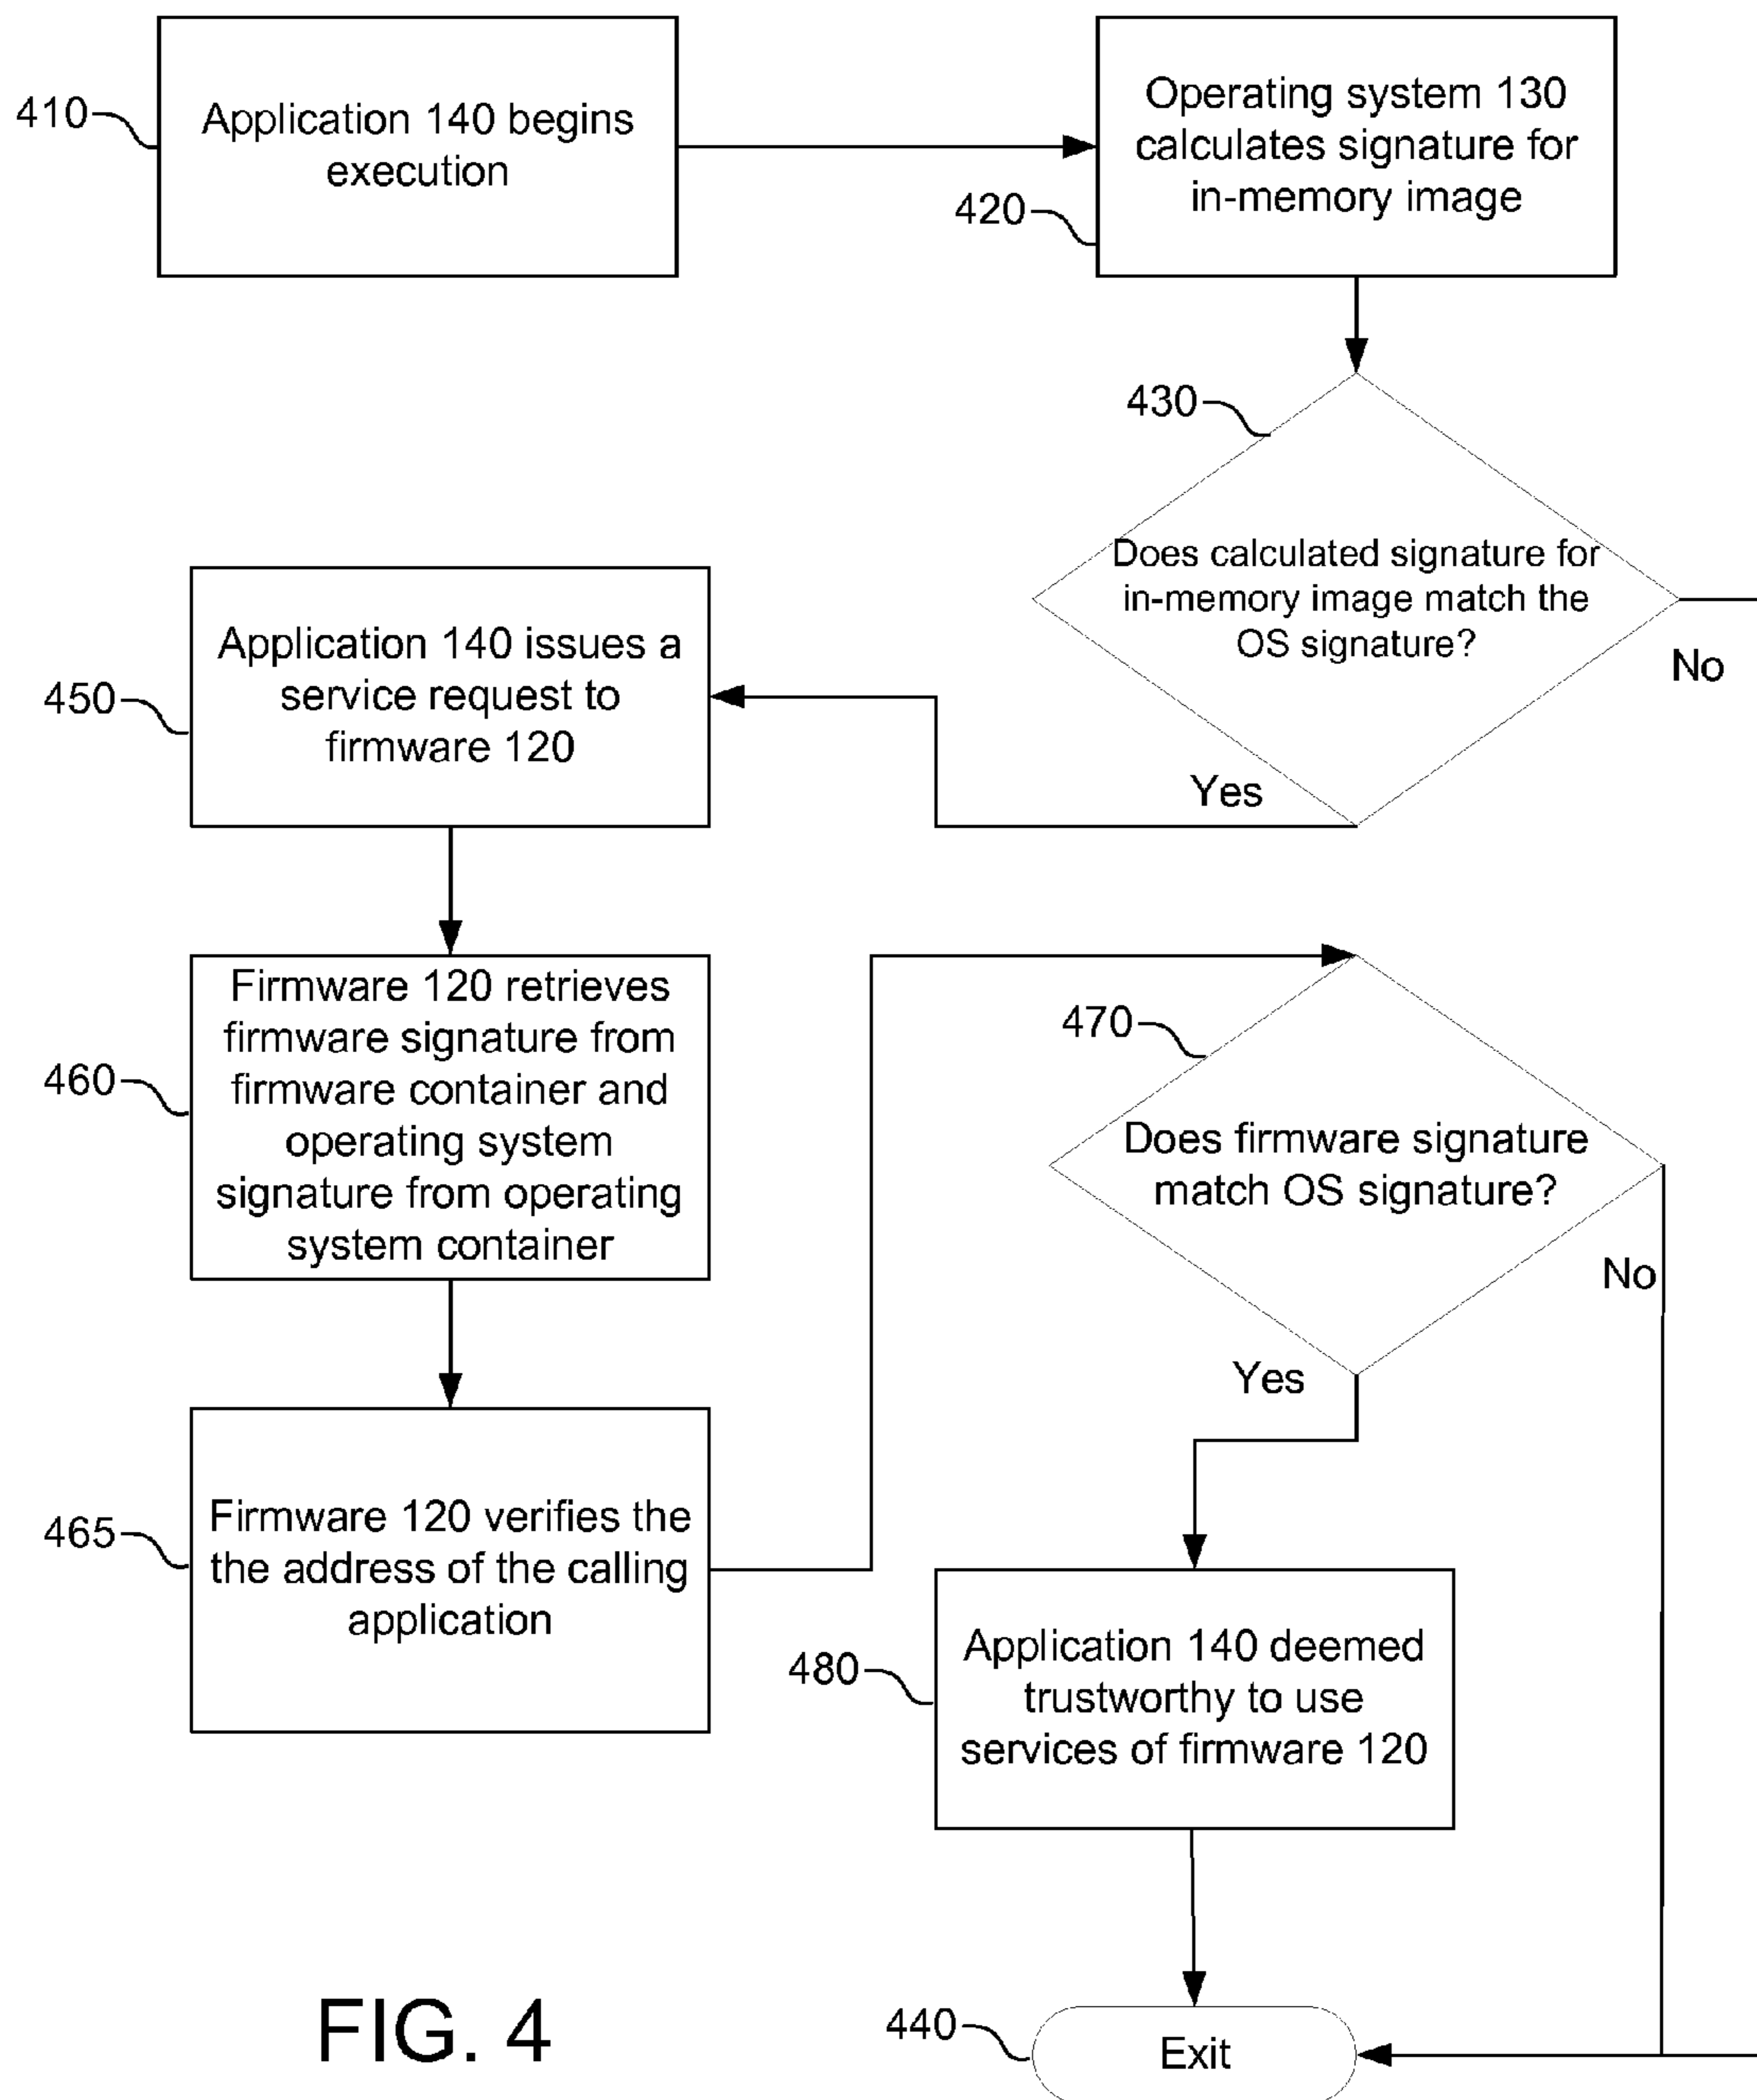 410
Application 140 begins
execution
Operating system 130
calculates signature for
in-memory image
420
430
Does calculated signature for
in-memory image match the
OS signature?
No
Yes
Application 140 issues a
service request to
firmware 120
450
Firmware 120 retrieves
firmware signature from
firmware container and
operating system
signature from operating
system container
460
Firmware 120 verifies the
the address of the calling
application
465
470
Does firmware signature
match OS signature?
No
Yes
Application 140 deemed
trustworthy to use
services of firmware 120
480
440
Exit
FIG. 4